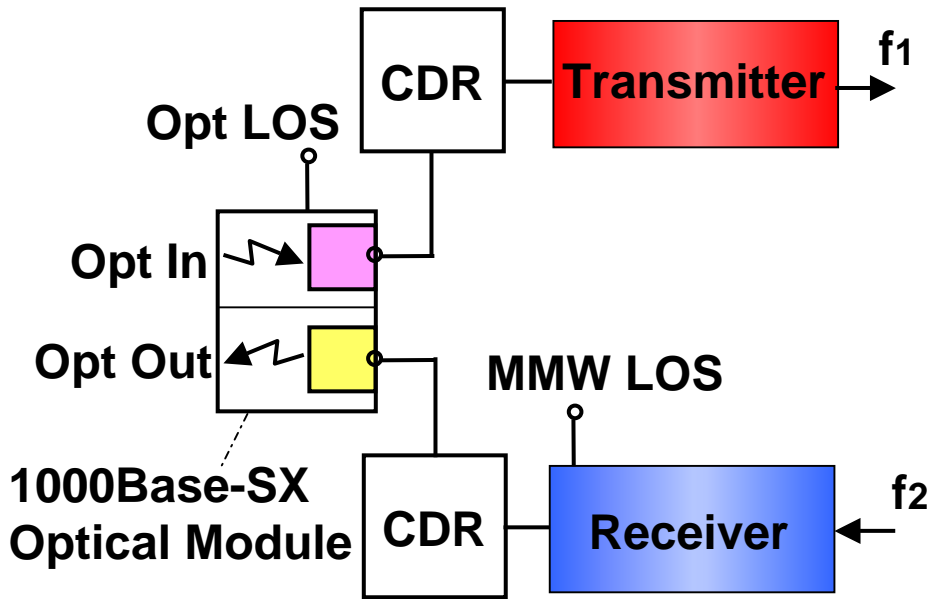 CDR
Transmitter
f1
Opt LOS
Opt In
Opt Out
MMW LOS
1000Base-SX
Optical Module
CDR
Receiver
f2